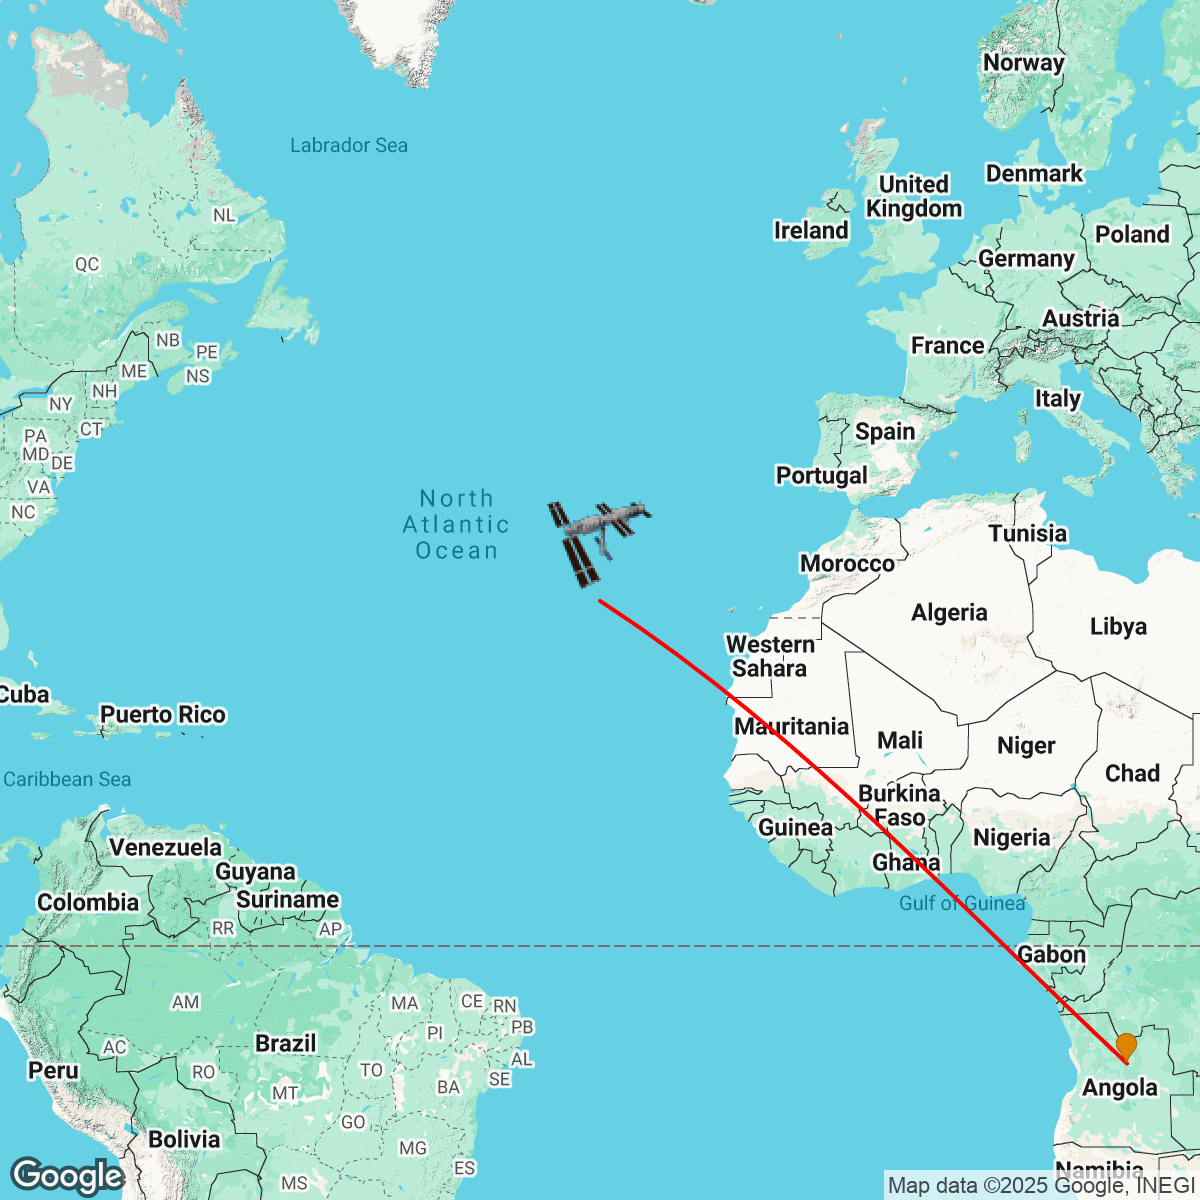 Norway
Labrador Sea
Denmark
United
Kingdom
NL
Ireland
Poland
QC
Germany
Austria
NB
PE
France
ME
NS
NH
NY
Italy
CT
Spain
PA
MD
DE
Portugal
VA
North
Atlantic
Ocean
NC
Tunisia
Morocco
Algeria
Libya
Western
Sahara
Cuba
Puerto Rico
Mauritania
Mali
Niger
Chad
Caribbean Sea
Burkina
Faso
Guinea
Nigeria
Venezuela
Ghana
Guyana
Suriname
Colombia
Gulf of Guinea
RR
AP
Gabon
AM
MA
CE
RN
PB
PI
Brazil
AC
AL
Peru
RO
TO
SE
BA
MT
Angola
GO
Bolivia
MG
ES
Namibia
MS
Google
Map data ©2025 Google, INEGI